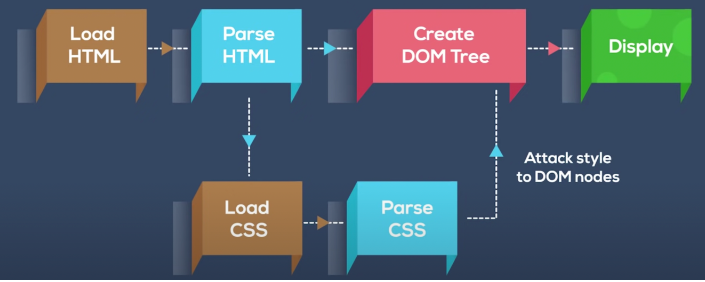 Load
HTML
Parse
HTML
Create
DOM Tree
Display
Load
CSS
Parse
CSS
Attack style
to DOM nodes